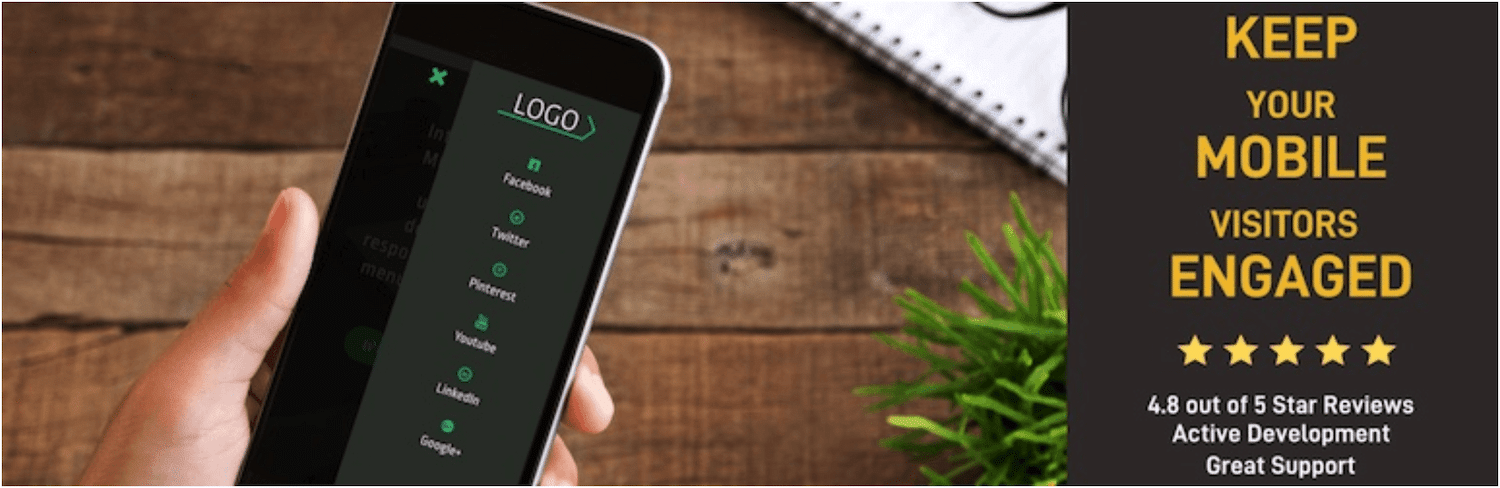 LOGO
Facebook
Twitter
Pinterest
Youtube
LinkedIn
Google+
respo
KEEP
YOUR
MOBILE
VISITORS
ENGAGED
4.8 out of 5 Star Reviews
Active Development
Great Support